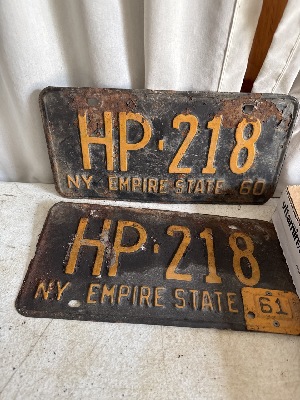 HP·218
NY EMPIRE STATE 60
HP·218
NY EMPIRE STATE 61